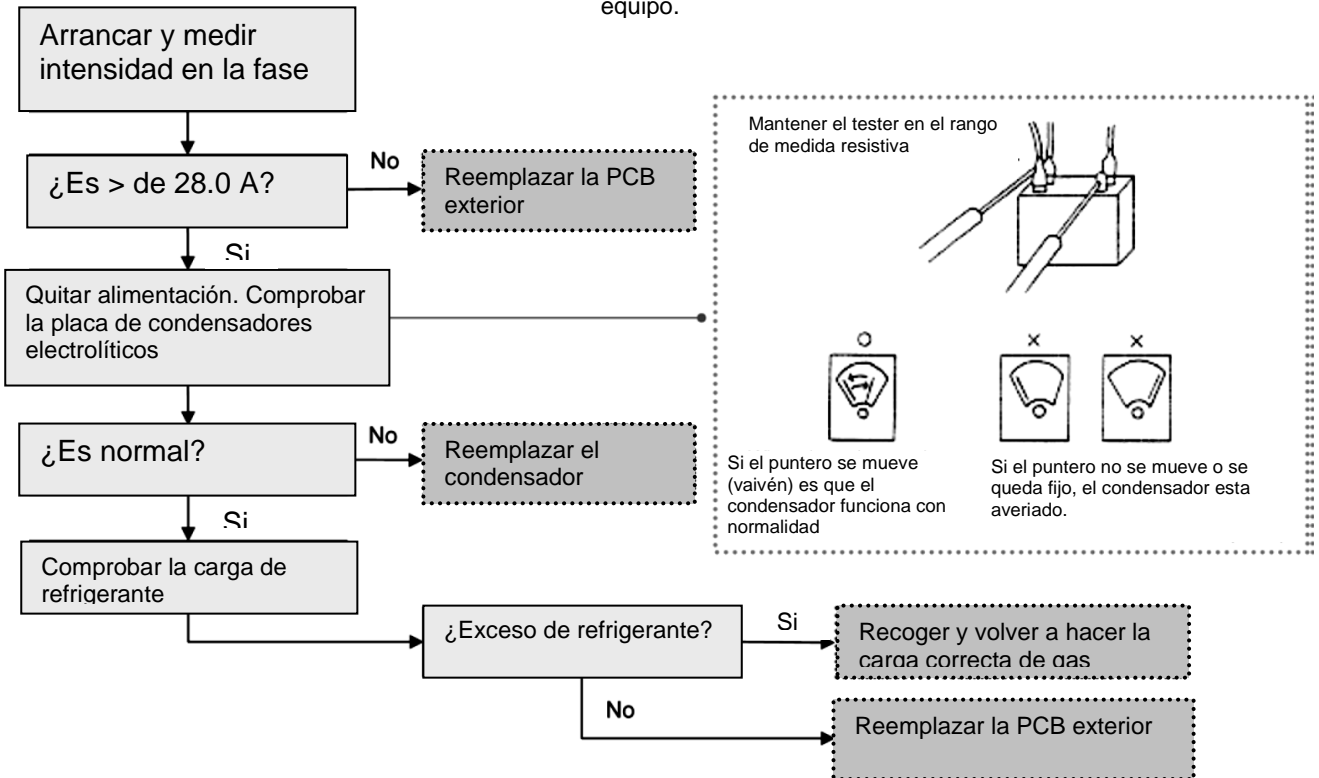 equipo.
Arrancar y medir
intensidad en la fase
¿Es > de 28.0 A?
No
Reemplazar la PCB
exterior
Si
Quitar alimentación. Comprobar
la placa de condensadores
electrolíticos
¿Es normal?
No
Reemplazar el
condensador
Si
Comprobar la carga de
refrigerante
¿Exceso de refrigerante?
Si
Recoger y volver a hacer la
carga correcta de gas
No
Reemplazar la PCB exterior
Mantener el tester en el rango
de medida resistiva
Si el puntero se mueve
(vaivén) es que el
condensador funciona con
normalidad
Si el puntero no se mueve o se
queda fijo, el condensador esta
averiado.